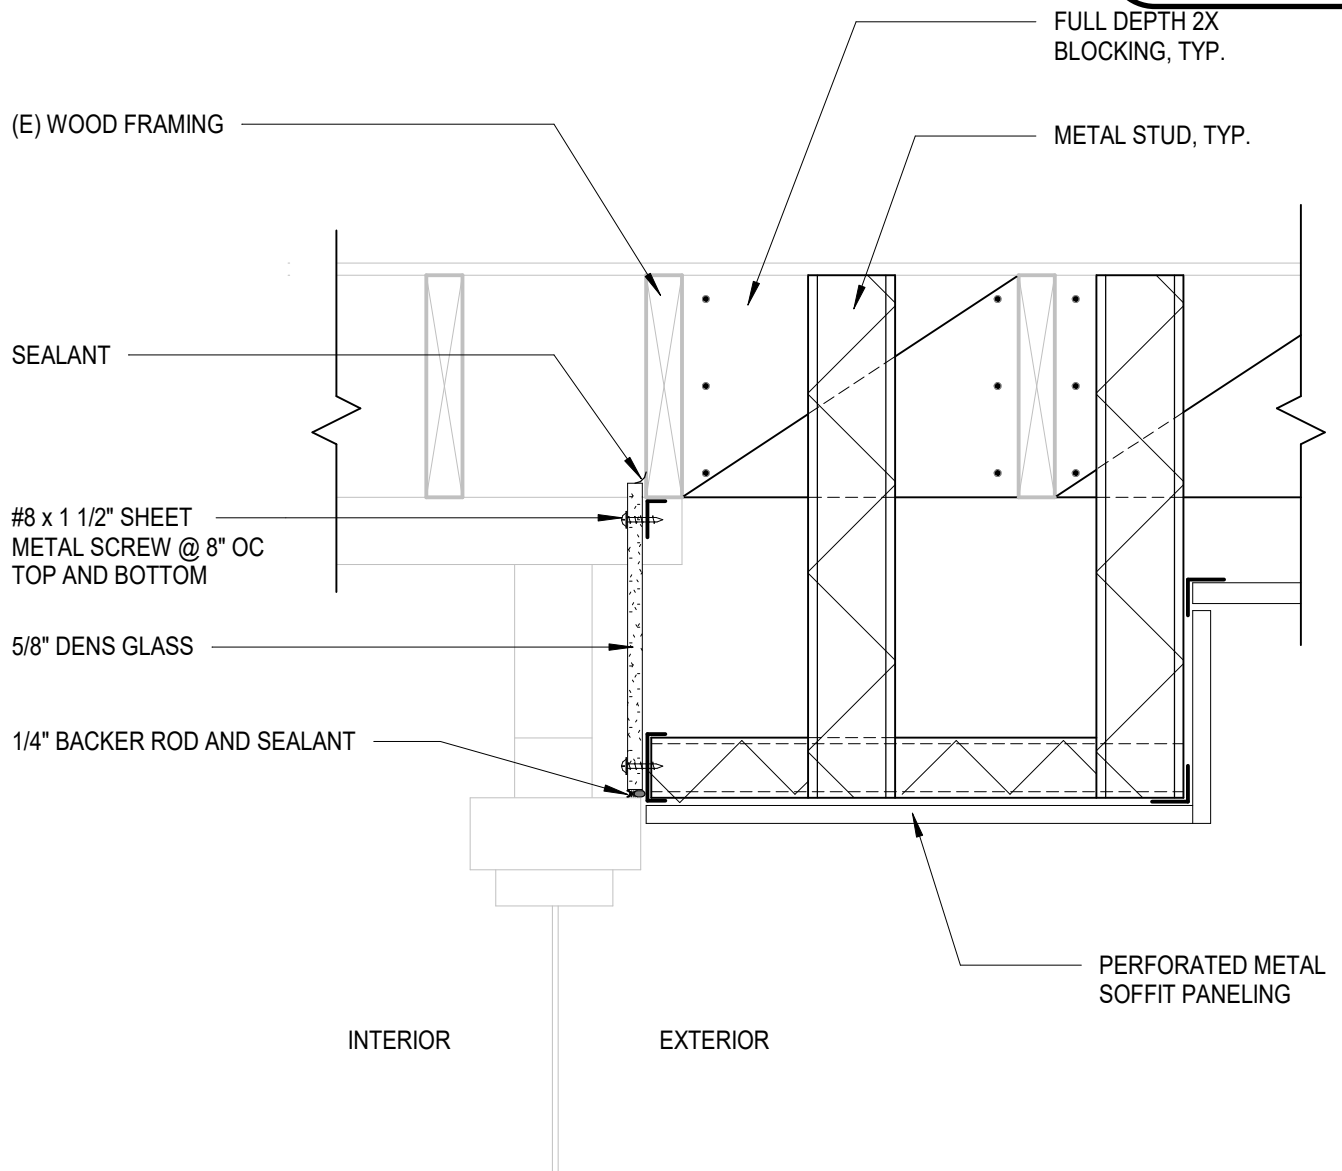 FULL DEPTH 2X
BLOCKING, TYP.
(E) WOOD FRAMING
METAL STUD, TYP.
SEALANT
#8 x 1 1/2" SHEET
METAL SCREW @ 8" OC
TOP AND BOTTOM
5/8" DENS GLASS
1/4" BACKER ROD AND SEALANT
PERFORATED METAL
SOFFIT PANELING
INTERIOR
EXTERIOR